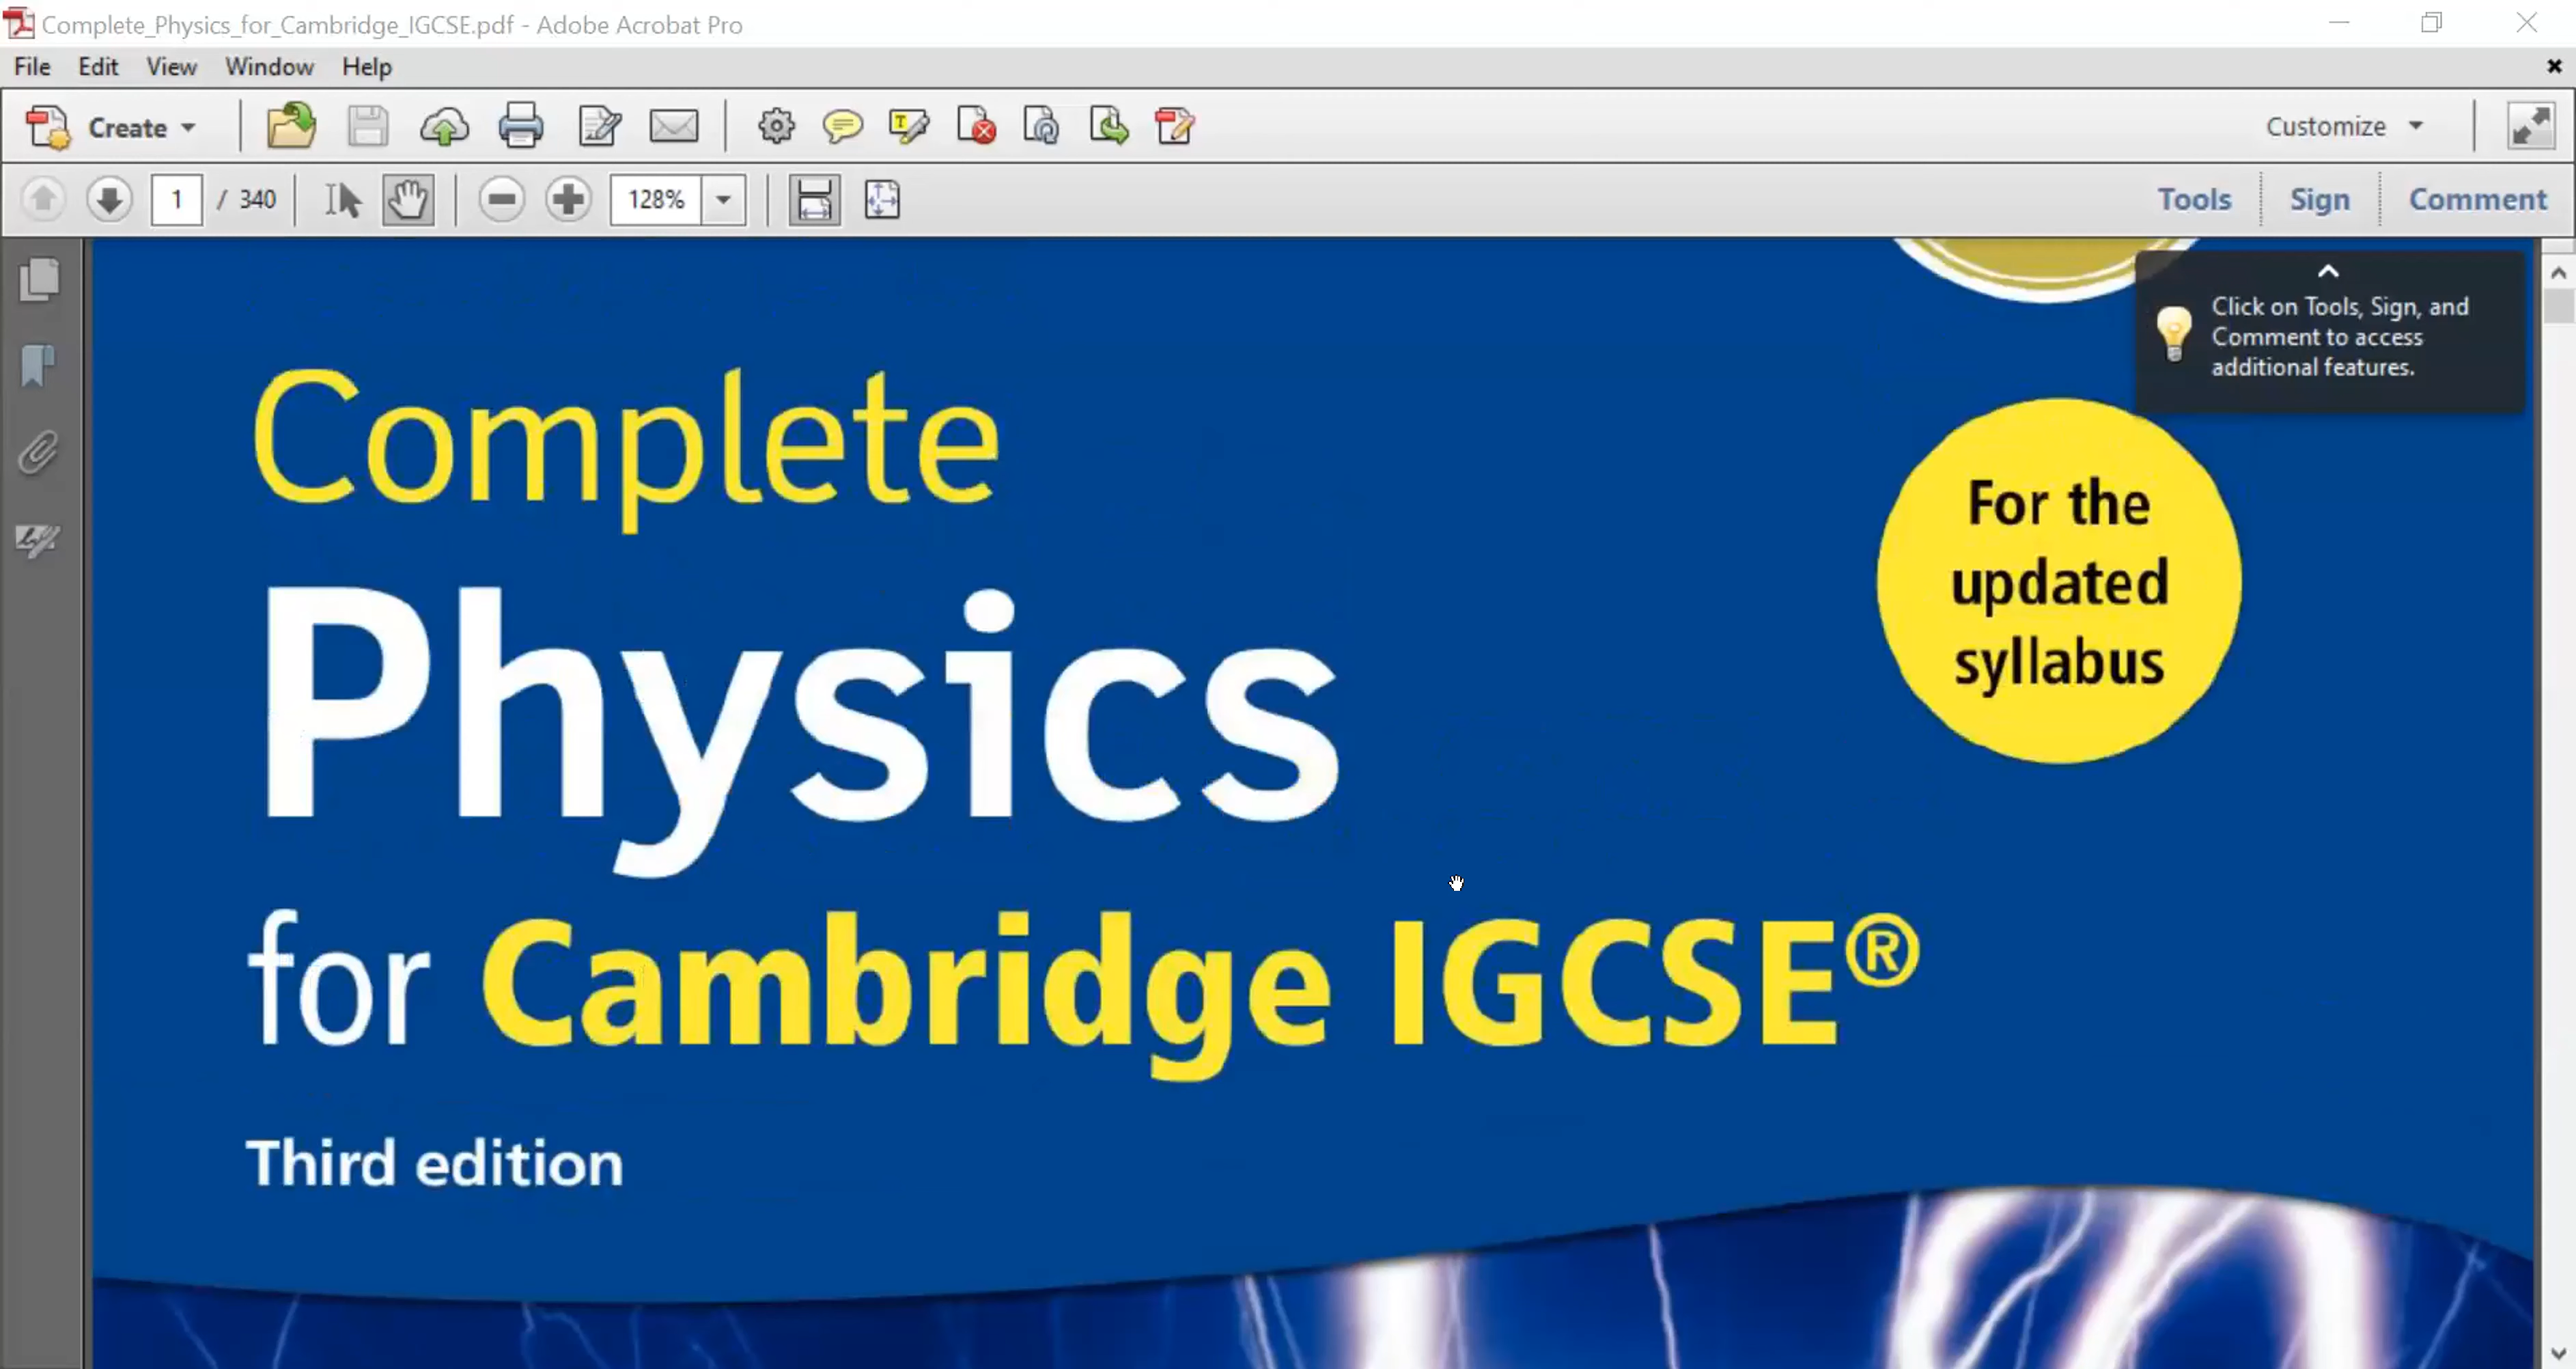 Complete_Physics_for_Cambridge_IGCSE.pdf - Adobe Acrobat Pro
File Edit View Window Help
Create Customize
1 / 340 128% Tools Sign Comment
Click on Tools, Sign, and
Comment to access
additional features.
Complete
Physics
for Cambridge IGCSE®
Third edition
For the
updated
syllabus